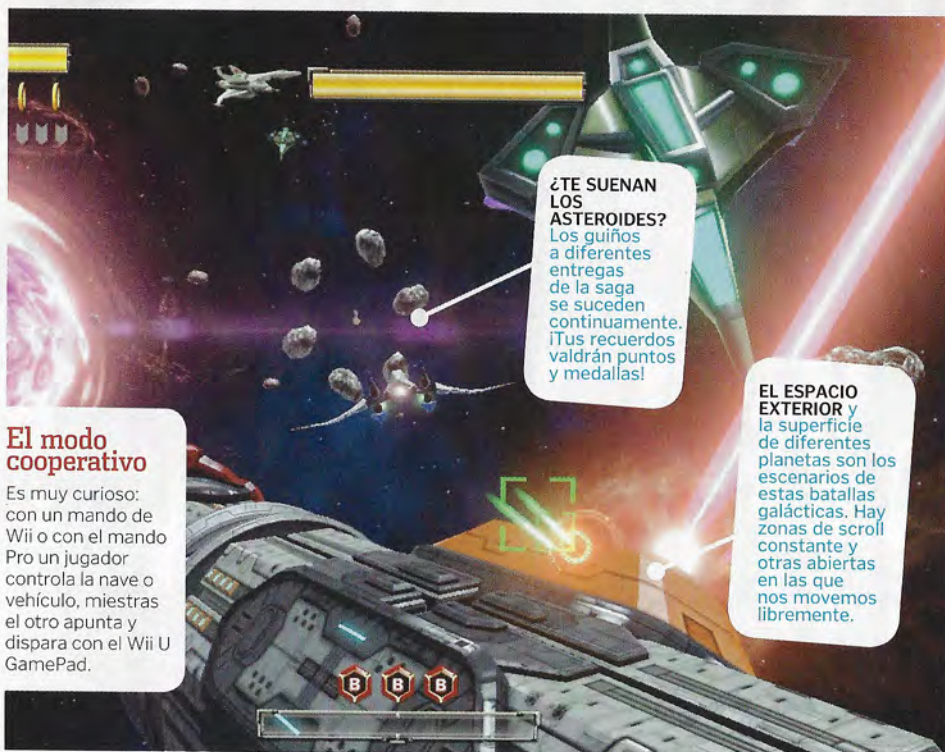 ¿TE SUENAN
LOS
ASTEROIDES?
Los guiños
a diferentes
entregas
de la saga
se suceden
continuamente.
¡Tus recuerdos
valdrán puntos
y medallas!
EL ESPACIO
EXTERIOR y
la superficie
de diferentes
planetas son los
escenarios de
estas batallas
galácticas. Hay
zonas de scroll
constante y
otras abiertas
en las que
nos movemos
libremente.
El modo
cooperativo
Es muy curioso:
con un mando de
Wii o con el mando
Pro un jugador
controla la nave o
vehículo, miestras
el otro apunta y
dispara con el Wii U
GamePad.
B B B